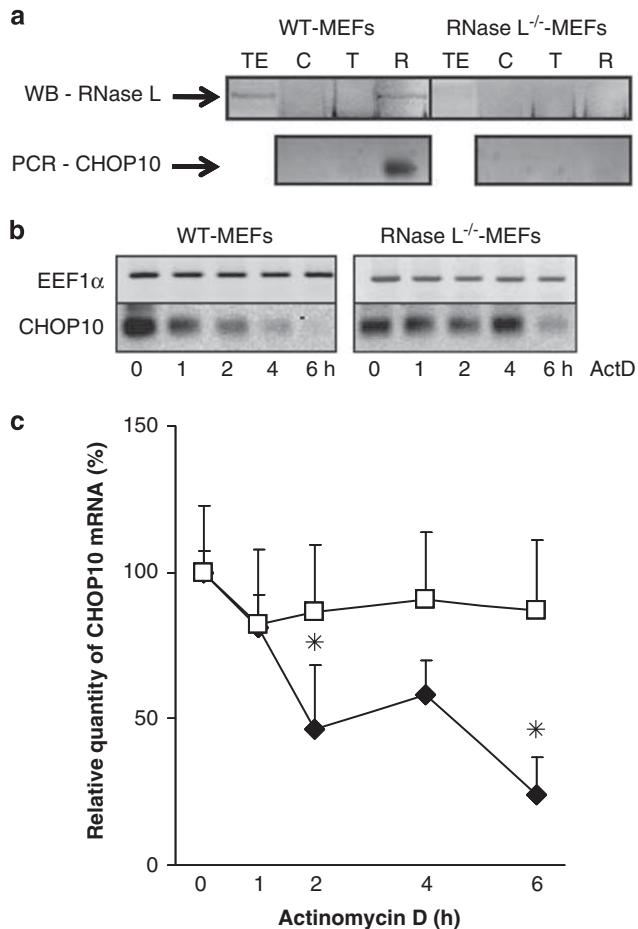 a
WT-MEFs RNase L-/--MEFs
TE C T R TE C T R
WB - RNase L
PCR - CHOP10
b
WT-MEFs RNase L-/--MEFs
EEF1α
CHOP10
0 1 2 4 6 h 0 1 2 4 6 h ActD
c
Relative quantity of CHOP10 mRNA (%)
150
100
50
0
* *
0 1 2 4 6
Actinomycin D (h)